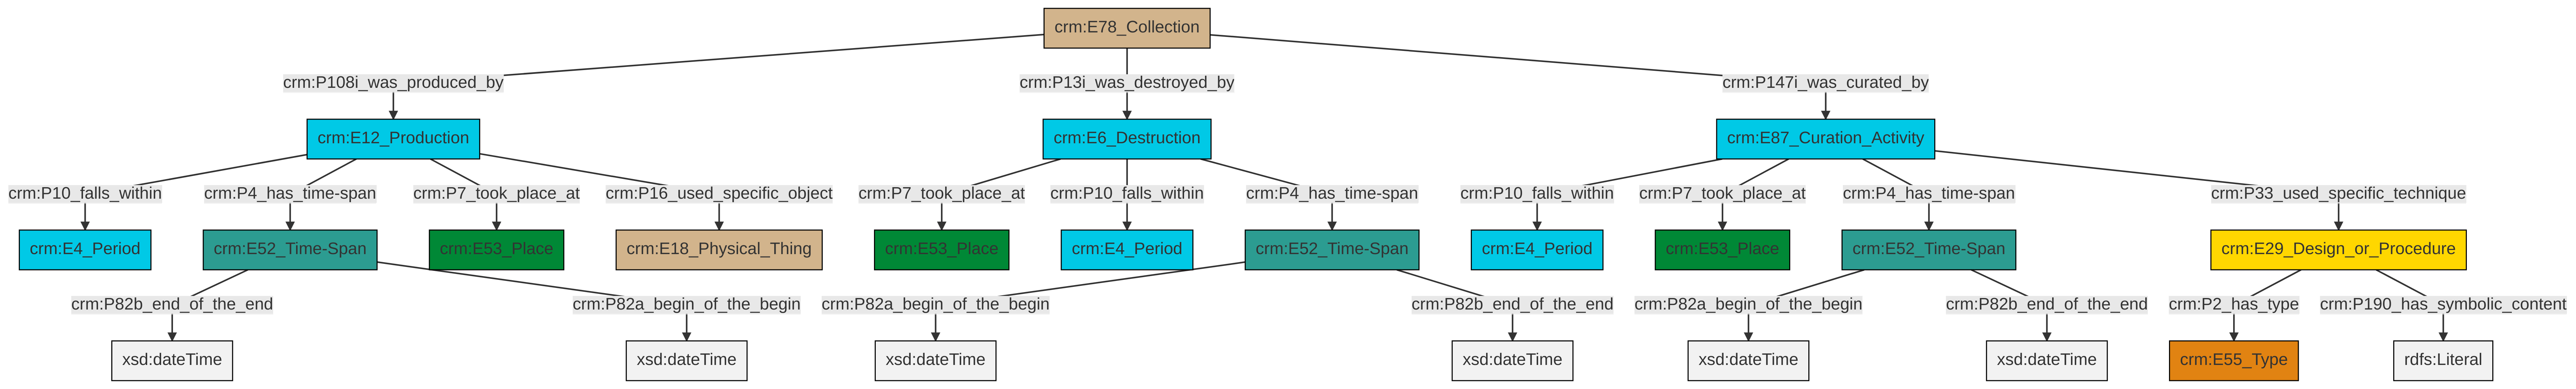 crm:E78_Collection
crm:P108i_was_produced_by
crm:P13i_was_destroyed_by
crm:P147i_was_curated_by
crm:E12_Production
crm:E6_Destruction
crm:E87_Curation_Activity
crm:P10_falls_within
crm:P4_has_time-span
crm:P7_took_place_at
crm:P16_used_specific_object
crm:P7_took_place_at
crm:P10_falls_within
crm:P4_has_time-span
crm:P10_falls_within
crm:P7_took_place_at
crm:P4_has_time-span
crm:P33_used_specific_technique
crm:E4_Period
crm:E52_Time-Span
crm:E53_Place
crm:E18_Physical_Thing
crm:E53_Place
crm:E4_Period
crm:E52_Time-Span
crm:E4_Period
crm:E53_Place
crm:E52_Time-Span
crm:E29_Design_or_Procedure
crm:P82b_end_of_the_end
crm:P82a_begin_of_the_begin
crm:P82a_begin_of_the_begin
crm:P82b_end_of_the_end
crm:P82a_begin_of_the_begin
crm:P82b_end_of_the_end
crm:P2_has_type
crm:P190_has_symbolic_content
xsd:dateTime
xsd:dateTime
xsd:dateTime
xsd:dateTime
xsd:dateTime
xsd:dateTime
crm:E55_Type
rdfs:Literal